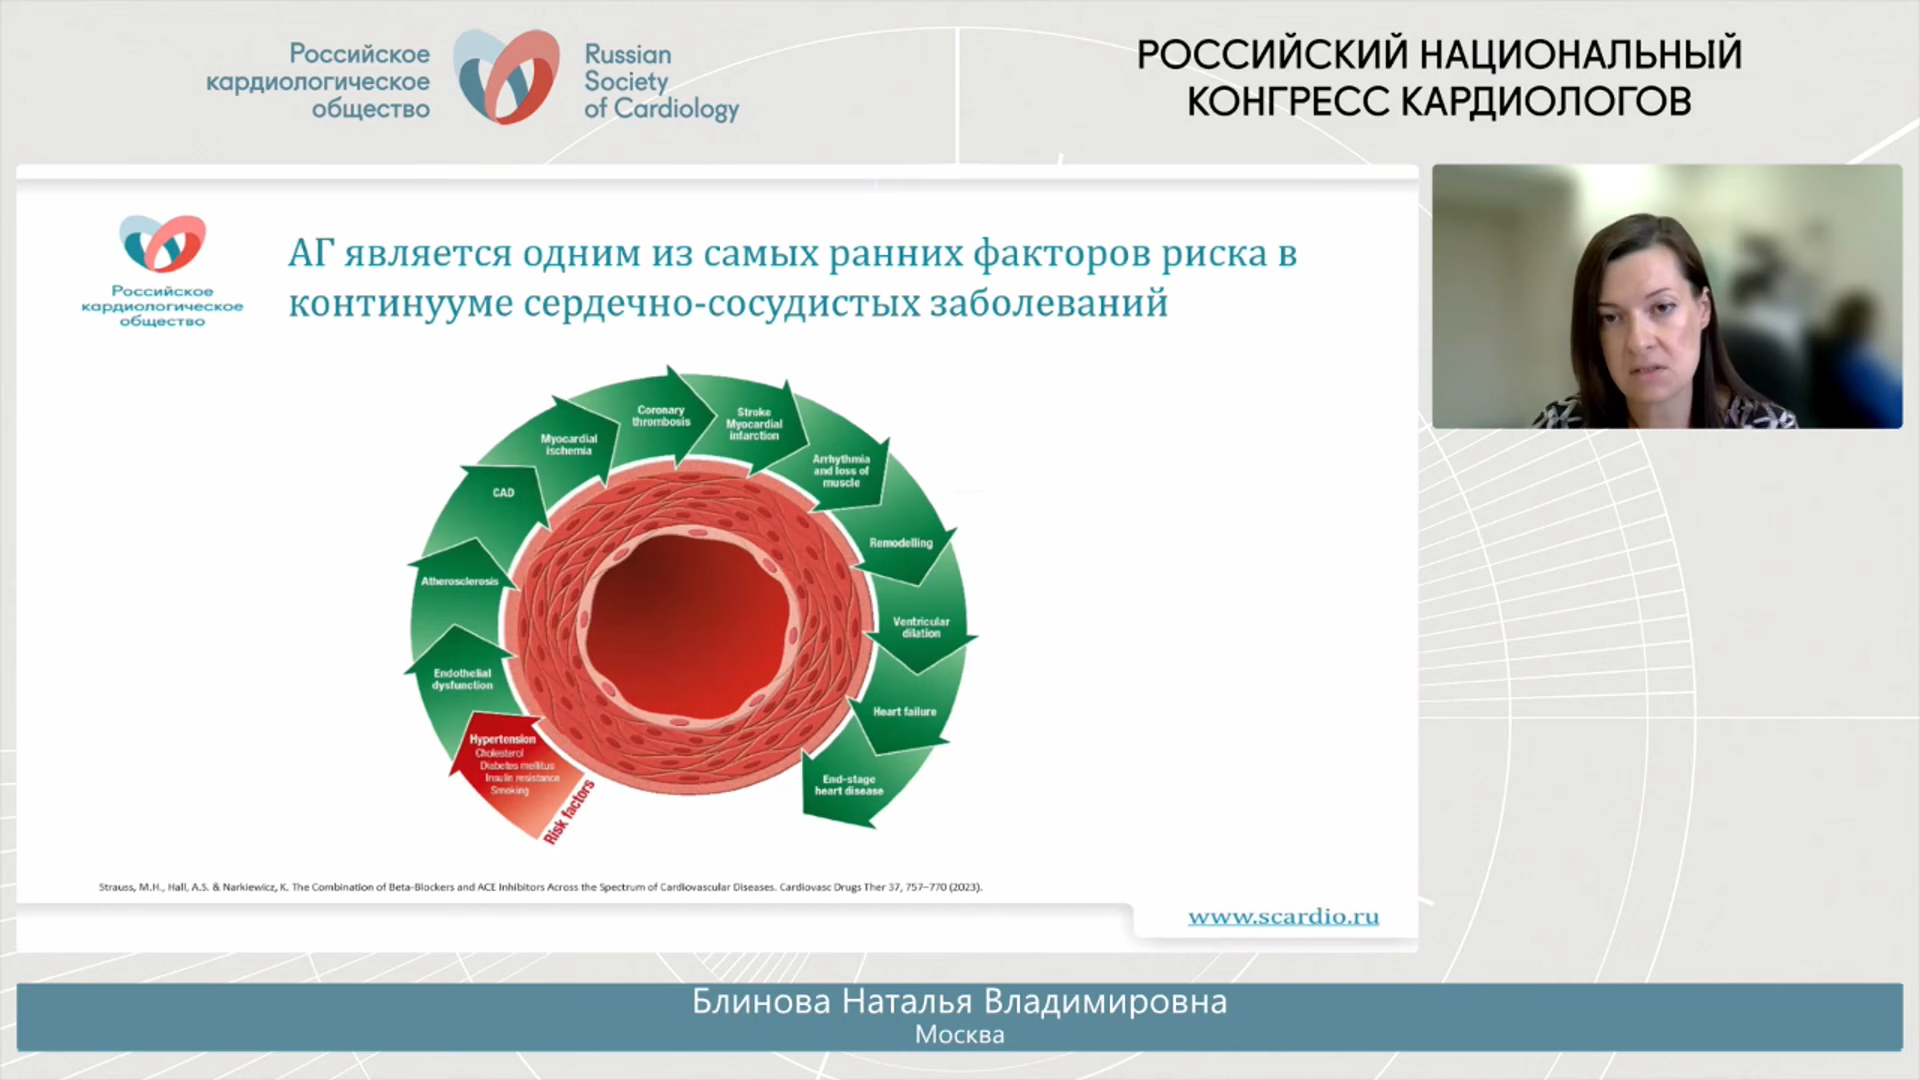 Российское
кардиологическое
общество
Russian
Society
of Cardiology
РОССИЙСКИЙ НАЦИОНАЛЬНЫЙ
КОНГРЕСС КАРДИОЛОГОВ
Российское
кардиологическое
общество
АГ является одним из самых ранних факторов риска в
континууме сердечно-сосудистых заболеваний
Risk factors
Hypertension
Cholesterol
Diabetes mellitus
Insulin resistance
Smoking
Endothelial
dysfunction
Atherosclerosis
CAD
Myocardial
ischemia
Coronary
thrombosis
Stroke
Myocardial
infarction
Arrhythmia
and loss of
muscle
Remodelling
Ventricular
dilation
Heart failure
End-stage
heart disease
Strauss, M.H., Hall, A.S. & Narkiewicz, K. The Combination of Beta-Blockers and ACE Inhibitors Across the Spectrum of Cardiovascular Diseases. Cardiovasc Drugs Ther 37, 757–770 (2023).
www.scardio.ru
Блинова Наталья Владимировна
Москва